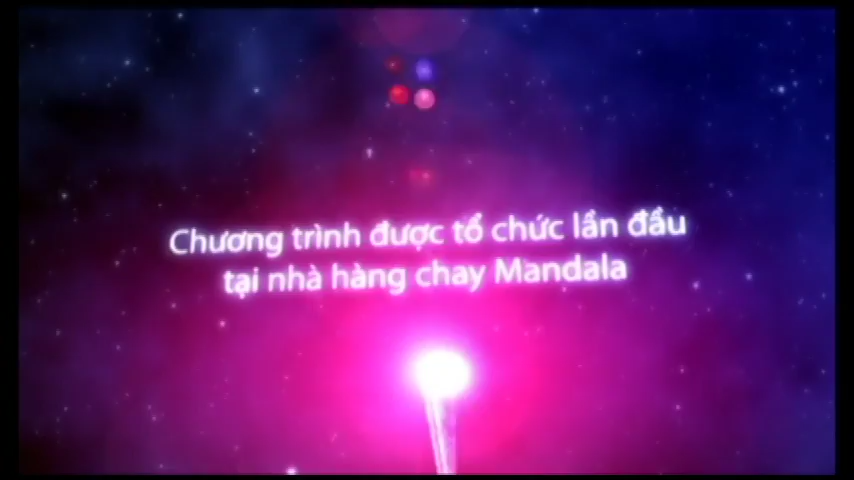 Chương trình được tổ chức lần đầu
tại nhà hàng chay Mandala